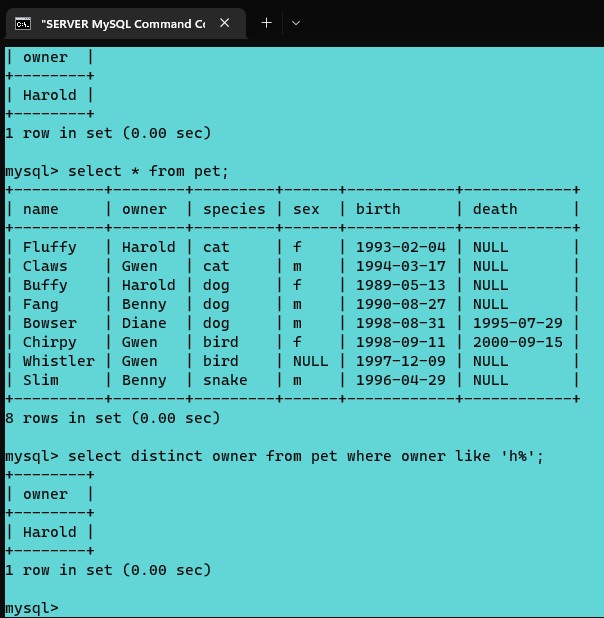 "SERVER MySQL Command Cc
| owner  |
+--------+
| Harold |
+--------+
1 row in set (0.00 sec)
mysql> select * from pet;
+----------+--------+---------+------+------------+------------+
| name     | owner  | species | sex  | birth      | death      |
+----------+--------+---------+------+------------+------------+
| Fluffy   | Harold | cat     | f    | 1993-02-04 | NULL       |
| Claws    | Gwen   | cat     | m    | 1994-03-17 | NULL       |
| Buffy    | Harold | dog     | f    | 1989-05-13 | NULL       |
| Fang     | Benny  | dog     | m    | 1990-08-27 | NULL       |
| Bowser   | Diane  | dog     | m    | 1998-08-31 | 1995-07-29 |
| Chirpy   | Gwen   | bird    | f    | 1998-09-11 | 2000-09-15 |
| Whistler | Gwen   | bird    | NULL | 1997-12-09 | NULL       |
| Slim     | Benny  | snake   | m    | 1996-04-29 | NULL       |
+----------+--------+---------+------+------------+------------+
8 rows in set (0.00 sec)
mysql> select distinct owner from pet where owner like 'h%';
+--------+
| owner  |
+--------+
| Harold |
+--------+
1 row in set (0.00 sec)
mysql>